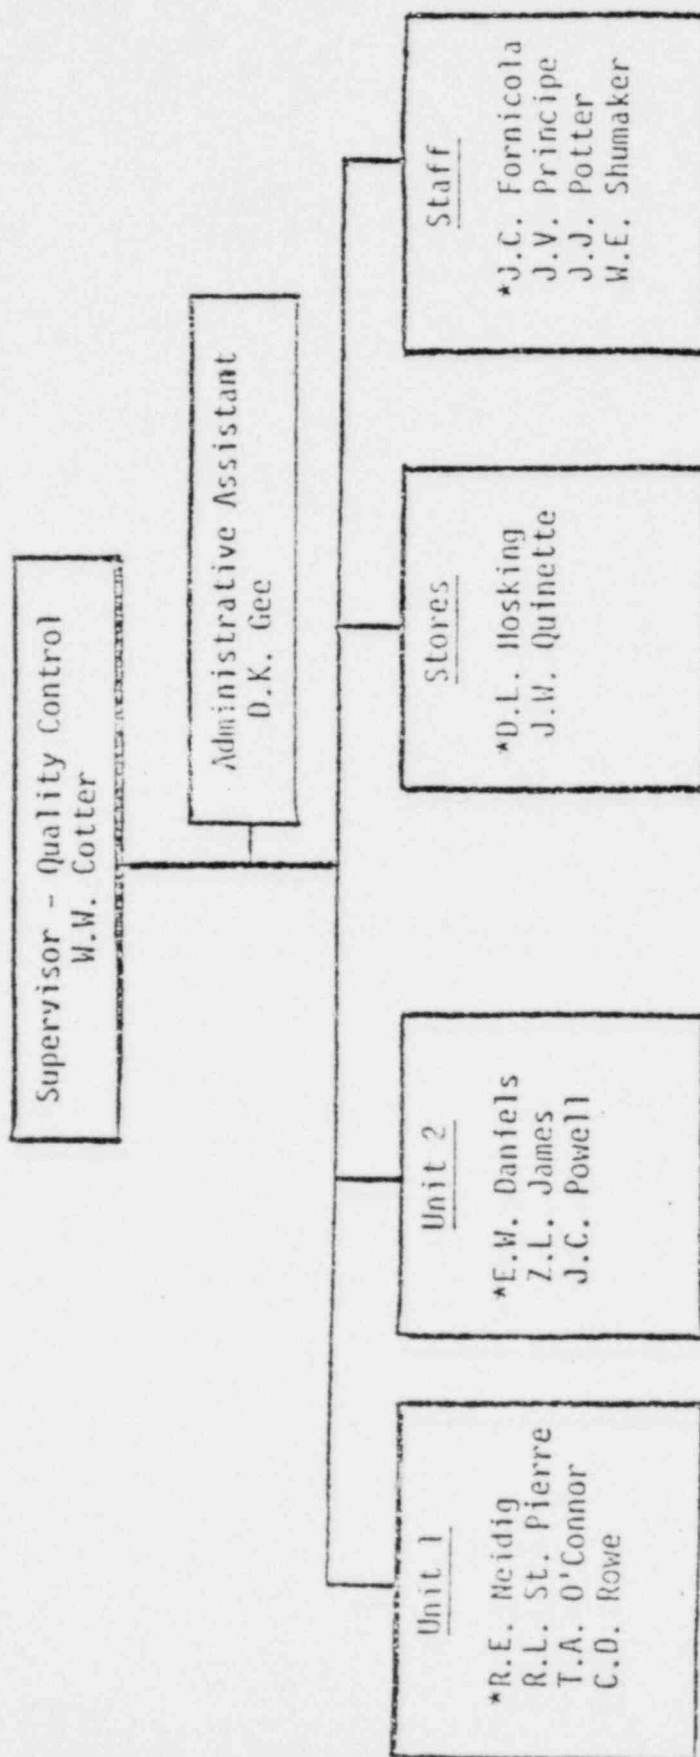 Supervisor - Quality Control
W.W. Cotter
Administrative Assistant
D.K. Gee
Unit 1
*R.E. Neidig
R.L. St. Pierre
T.A. O'Connor
C.D. Rowe
Unit 2
*E.W. Daniels
Z.L. James
J.C. Powell
Stores
*D.L. Hosking
J.W. Quinette
Staff
*J.C. Fornicola
J.V. Principe
J.J. Potter
W.E. Shumaker